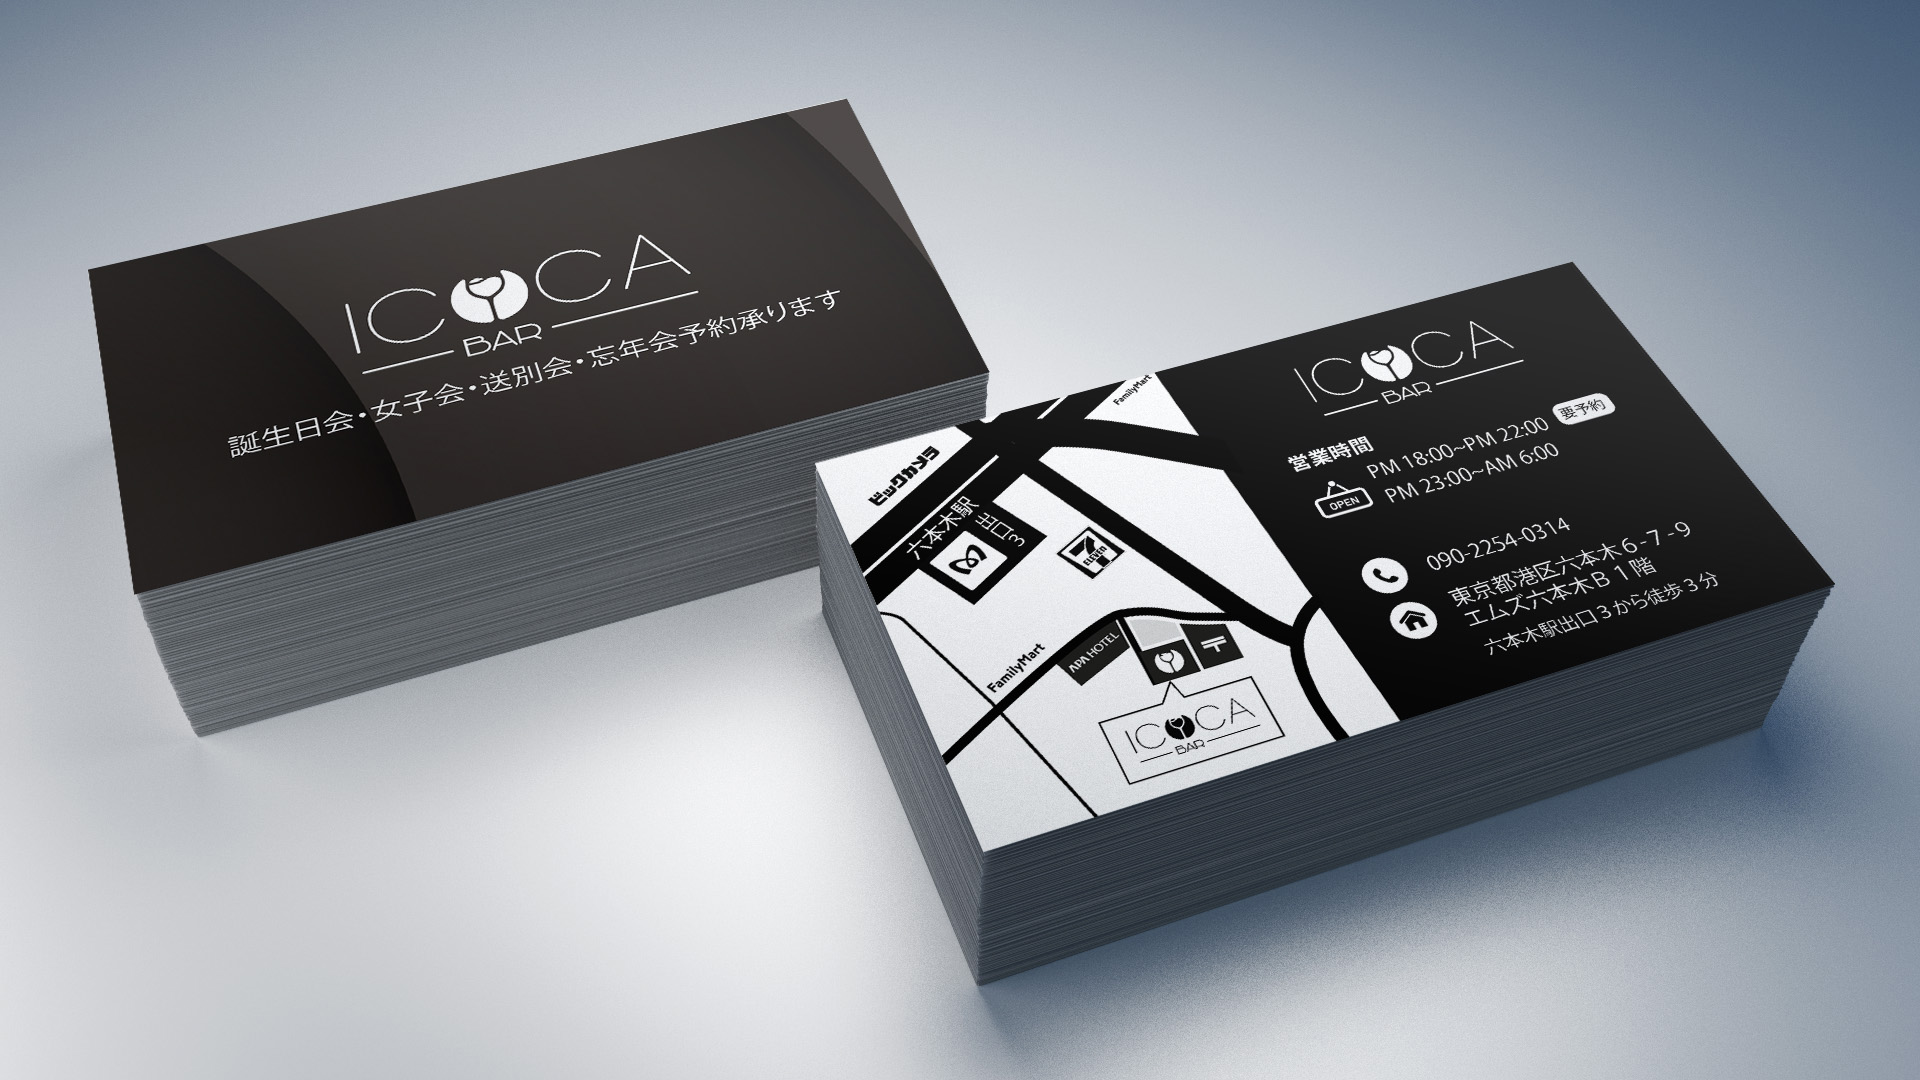 ICOCA
BAR
誕生日会・女子会・送別会・忘年会予約承ります
ICOCA
BAR
営業時間
PM 18:00~PM 22:00 要予約
PM 23:00~AM 6:00
OPEN
090-2254-0314
東京都港区六本木6-7-9
エムズ六本木B1階
六本木駅出口3から徒歩3分
FamilyMart
ビックカメラ
六本木駅
出口3
7
ELEVEn
FamilyMart
APA HOTEL
〒
ICOCA
BAR